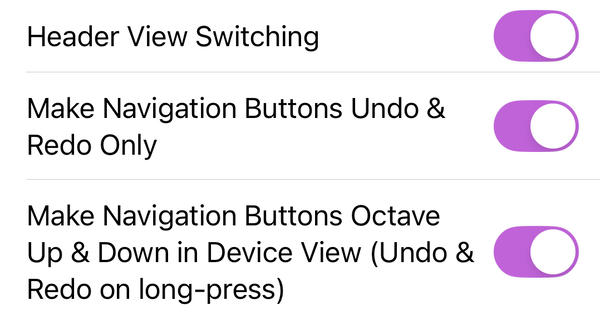 Header View Switching
Make Navigation Buttons Undo &
Redo Only
Make Navigation Buttons Octave
Up & Down in Device View (Undo &
Redo on long-press)